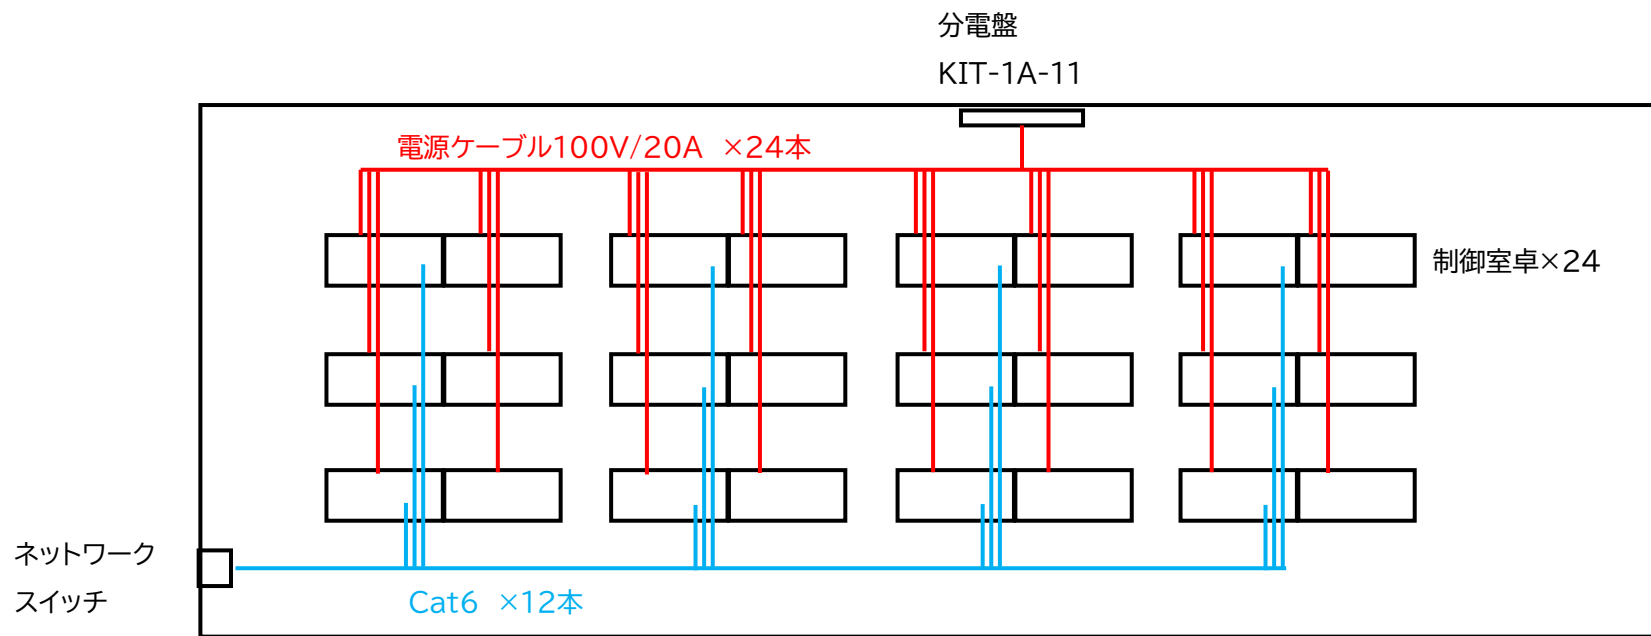 分電盤
KIT-1A-11
電源ケーブル100V/20A ×24本
制御室卓×24
ネットワーク
スイッチ
Cat6 ×12本